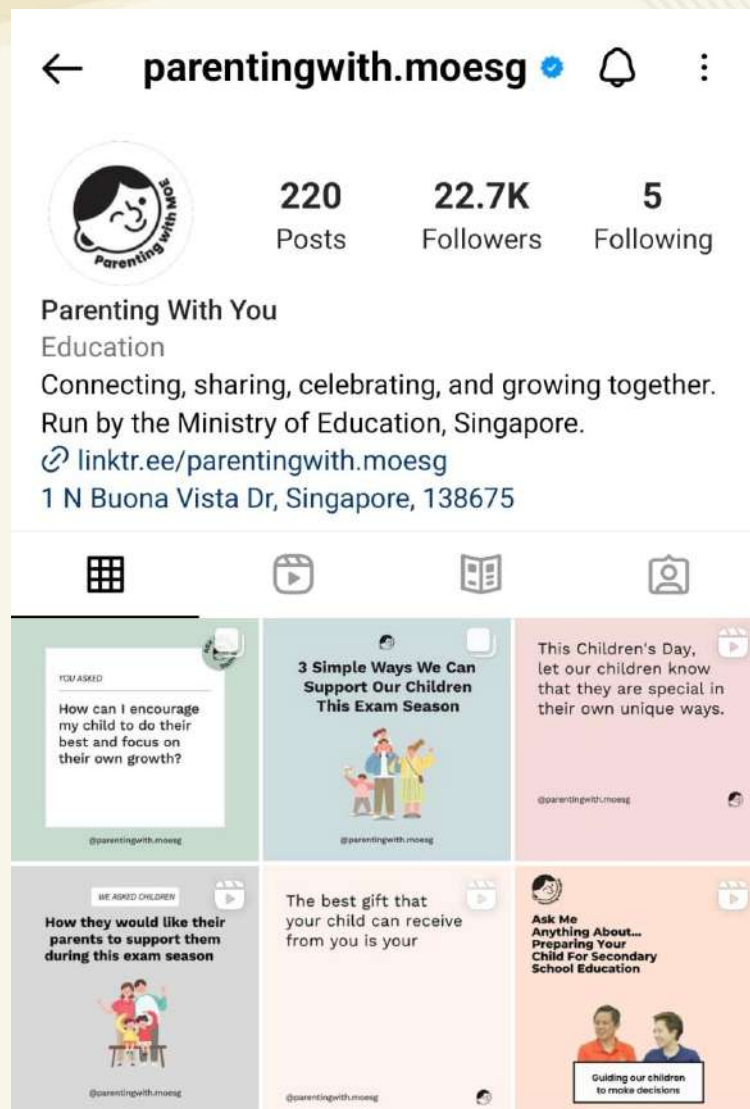 parentingwith.moesg
Parenting with MOE
220
Posts
22.7K
Followers
5
Following
Parenting With You
Education
Connecting, sharing, celebrating, and growing together.
Run by the Ministry of Education, Singapore.
linktr.ee/parentingwith.moesg
1 N Buona Vista Dr, Singapore, 138675
YOU ASKED
How can I encourage
my child to do their
best and focus on
their own growth?
@parentingwith.moesg
3 Simple Ways We Can
Support Our Children
This Exam Season
@parentingwith.moesg
This Children's Day,
let our children know
that they are special in
their own unique ways.
@parentingwith.moesg
WE ASKED CHILDREN
How they would like their
parents to support them
during this exam season
@parentingwith.moesg
The best gift that
your child can receive
from you is your
@parentingwith.moesg
Ask Me
Anything About...
Preparing Your
Child For Secondary
School Education
Guiding our children
to make decisions